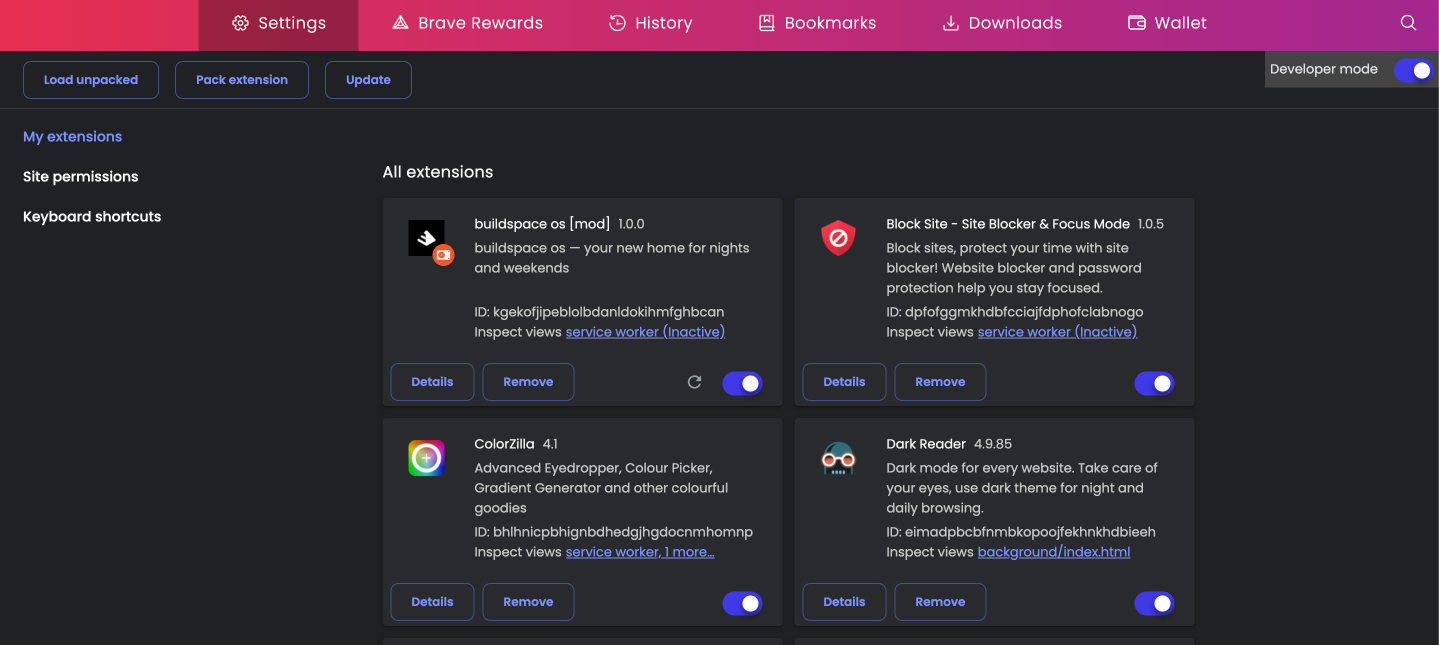 Settings
Brave Rewards
History
Bookmarks
Downloads
Wallet
Load unpacked
Pack extension
Update
Developer mode
My extensions
Site permissions
Keyboard shortcuts
All extensions
buildspace os [mod] 1.0.0
buildspace os — your new home for nights
and weekends
ID: kgekofjipeblolbdanldokihmfghbcan
Inspect views service worker (Inactive)
Details
Remove
Block Site - Site Blocker & Focus Mode 1.0.5
Block sites, protect your time with site
blocker! Website blocker and password
protection help you stay focused.
ID: dpfofggmkhdbfcciajfdphofclabnogo
Inspect views service worker (Inactive)
Details
Remove
ColorZilla 4.1
Advanced Eyedropper, Colour Picker,
Gradient Generator and other colourful
goodies
ID: bhlhnicpbhignbdhedgjhgdocnmhomnp
Inspect views service worker, 1 more…
Details
Remove
Dark Reader 4.9.85
Dark mode for every website. Take care of
your eyes, use dark theme for night and
daily browsing.
ID: eimadpbcbfnmbkopoojfekhnkhdbieeh
Inspect views background/index.html
Details
Remove